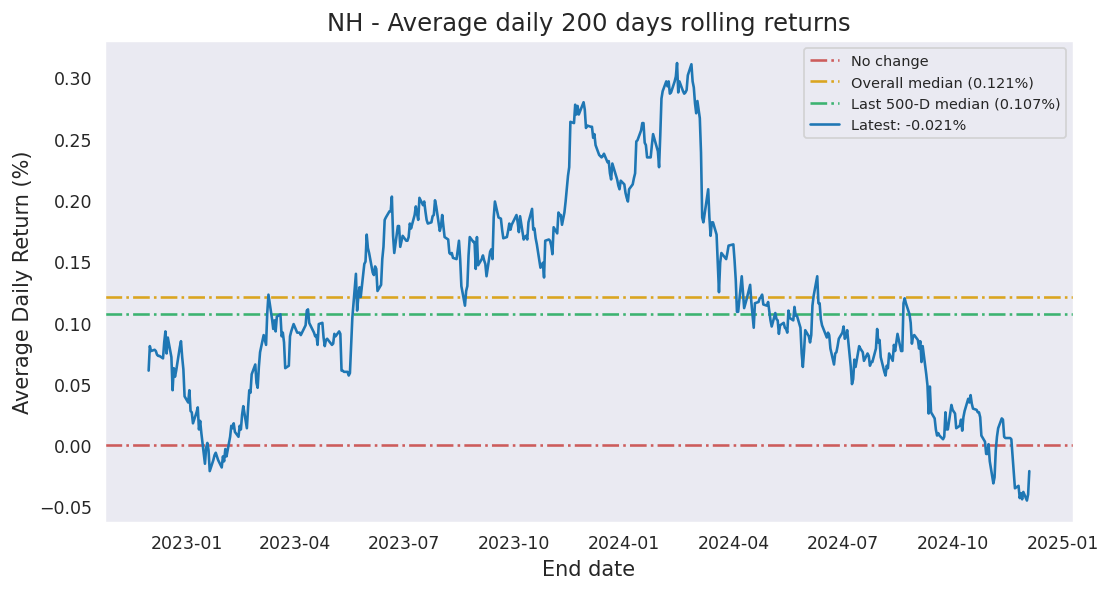 NH - Average daily 200 days rolling returns
No change
Overall median (0.121%)
Last 500-D median (0.107%)
Latest: -0.021%
Average Daily Return (%)
0.30
0.25
0.20
0.15
0.10
0.05
0.00
−0.05
2023-01 2023-04 2023-07 2023-10 2024-01 2024-04 2024-07 2024-10 2025-01
End date